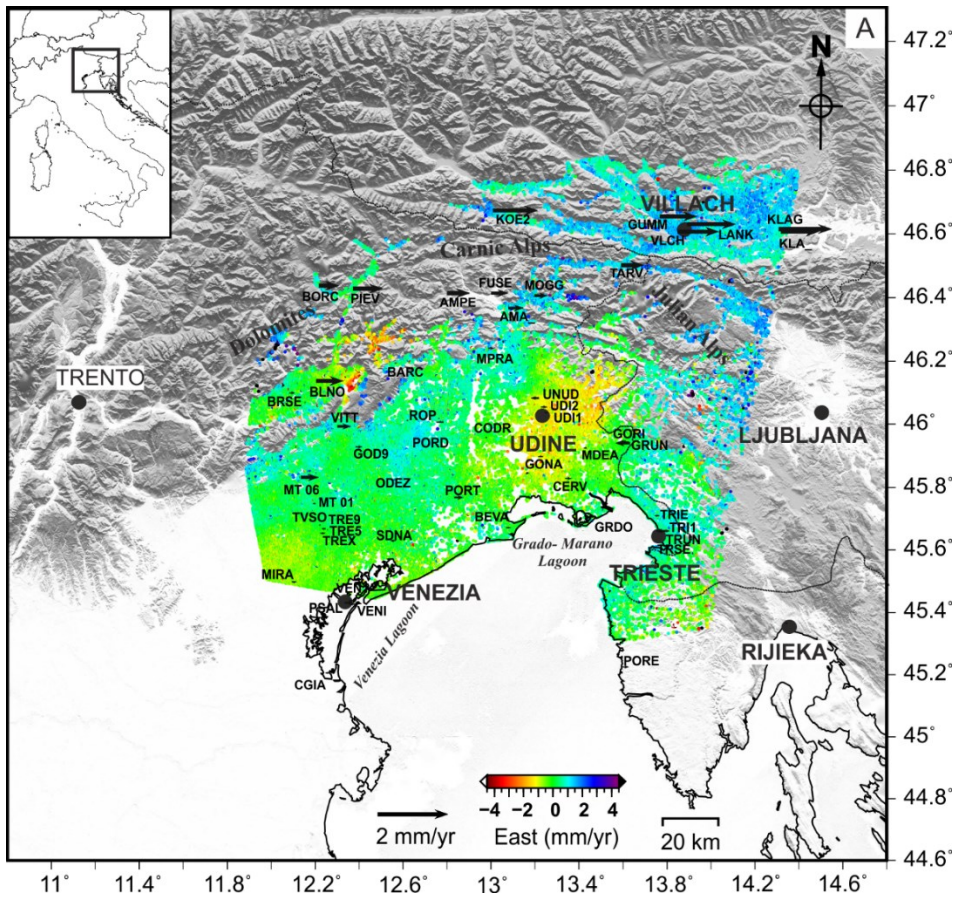 A
N
47.2˚
47˚
46.8˚
46.6˚
46.4˚
46.2˚
46˚
45.8˚
45.6˚
45.4˚
45.2˚
45˚
44.8˚
44.6˚
VILLACH
KOE2
GUMM
KLAG
VLCH
LANK
KLA
Carnic Alps
TARV
BORC
PIEV
AMPE
FUSE
MOGG
AMA
Julian Alps
Dolomites
MPRA
BARC
TRENTO
BLNO
BRSE
VITT
ROP
UNUD
UDI2
UDI1
CODR
UDINE
LJUBLJANA
GORI
GRUN
PORD
MDEA
GOD9
GONA
MT 06
ODEZ
CERV
MT 01
PORT
TVSO
TRE9
TRE5
TREX
BEVA
GRDO
TRIE
TRI1
TRUN
TRSE
SDNA
Grado- Marano
Lagoon
MIRA
TRIESTE
VENEZIA
PSAL
VENI
Venezia Lagoon
RIJIEKA
PORE
CGIA
−4 −2 0 2 4
East (mm/yr)
2 mm/yr
20 km
11 11.4 11.8 12.2 12.6 13 13.4 13.8 14.2 14.6